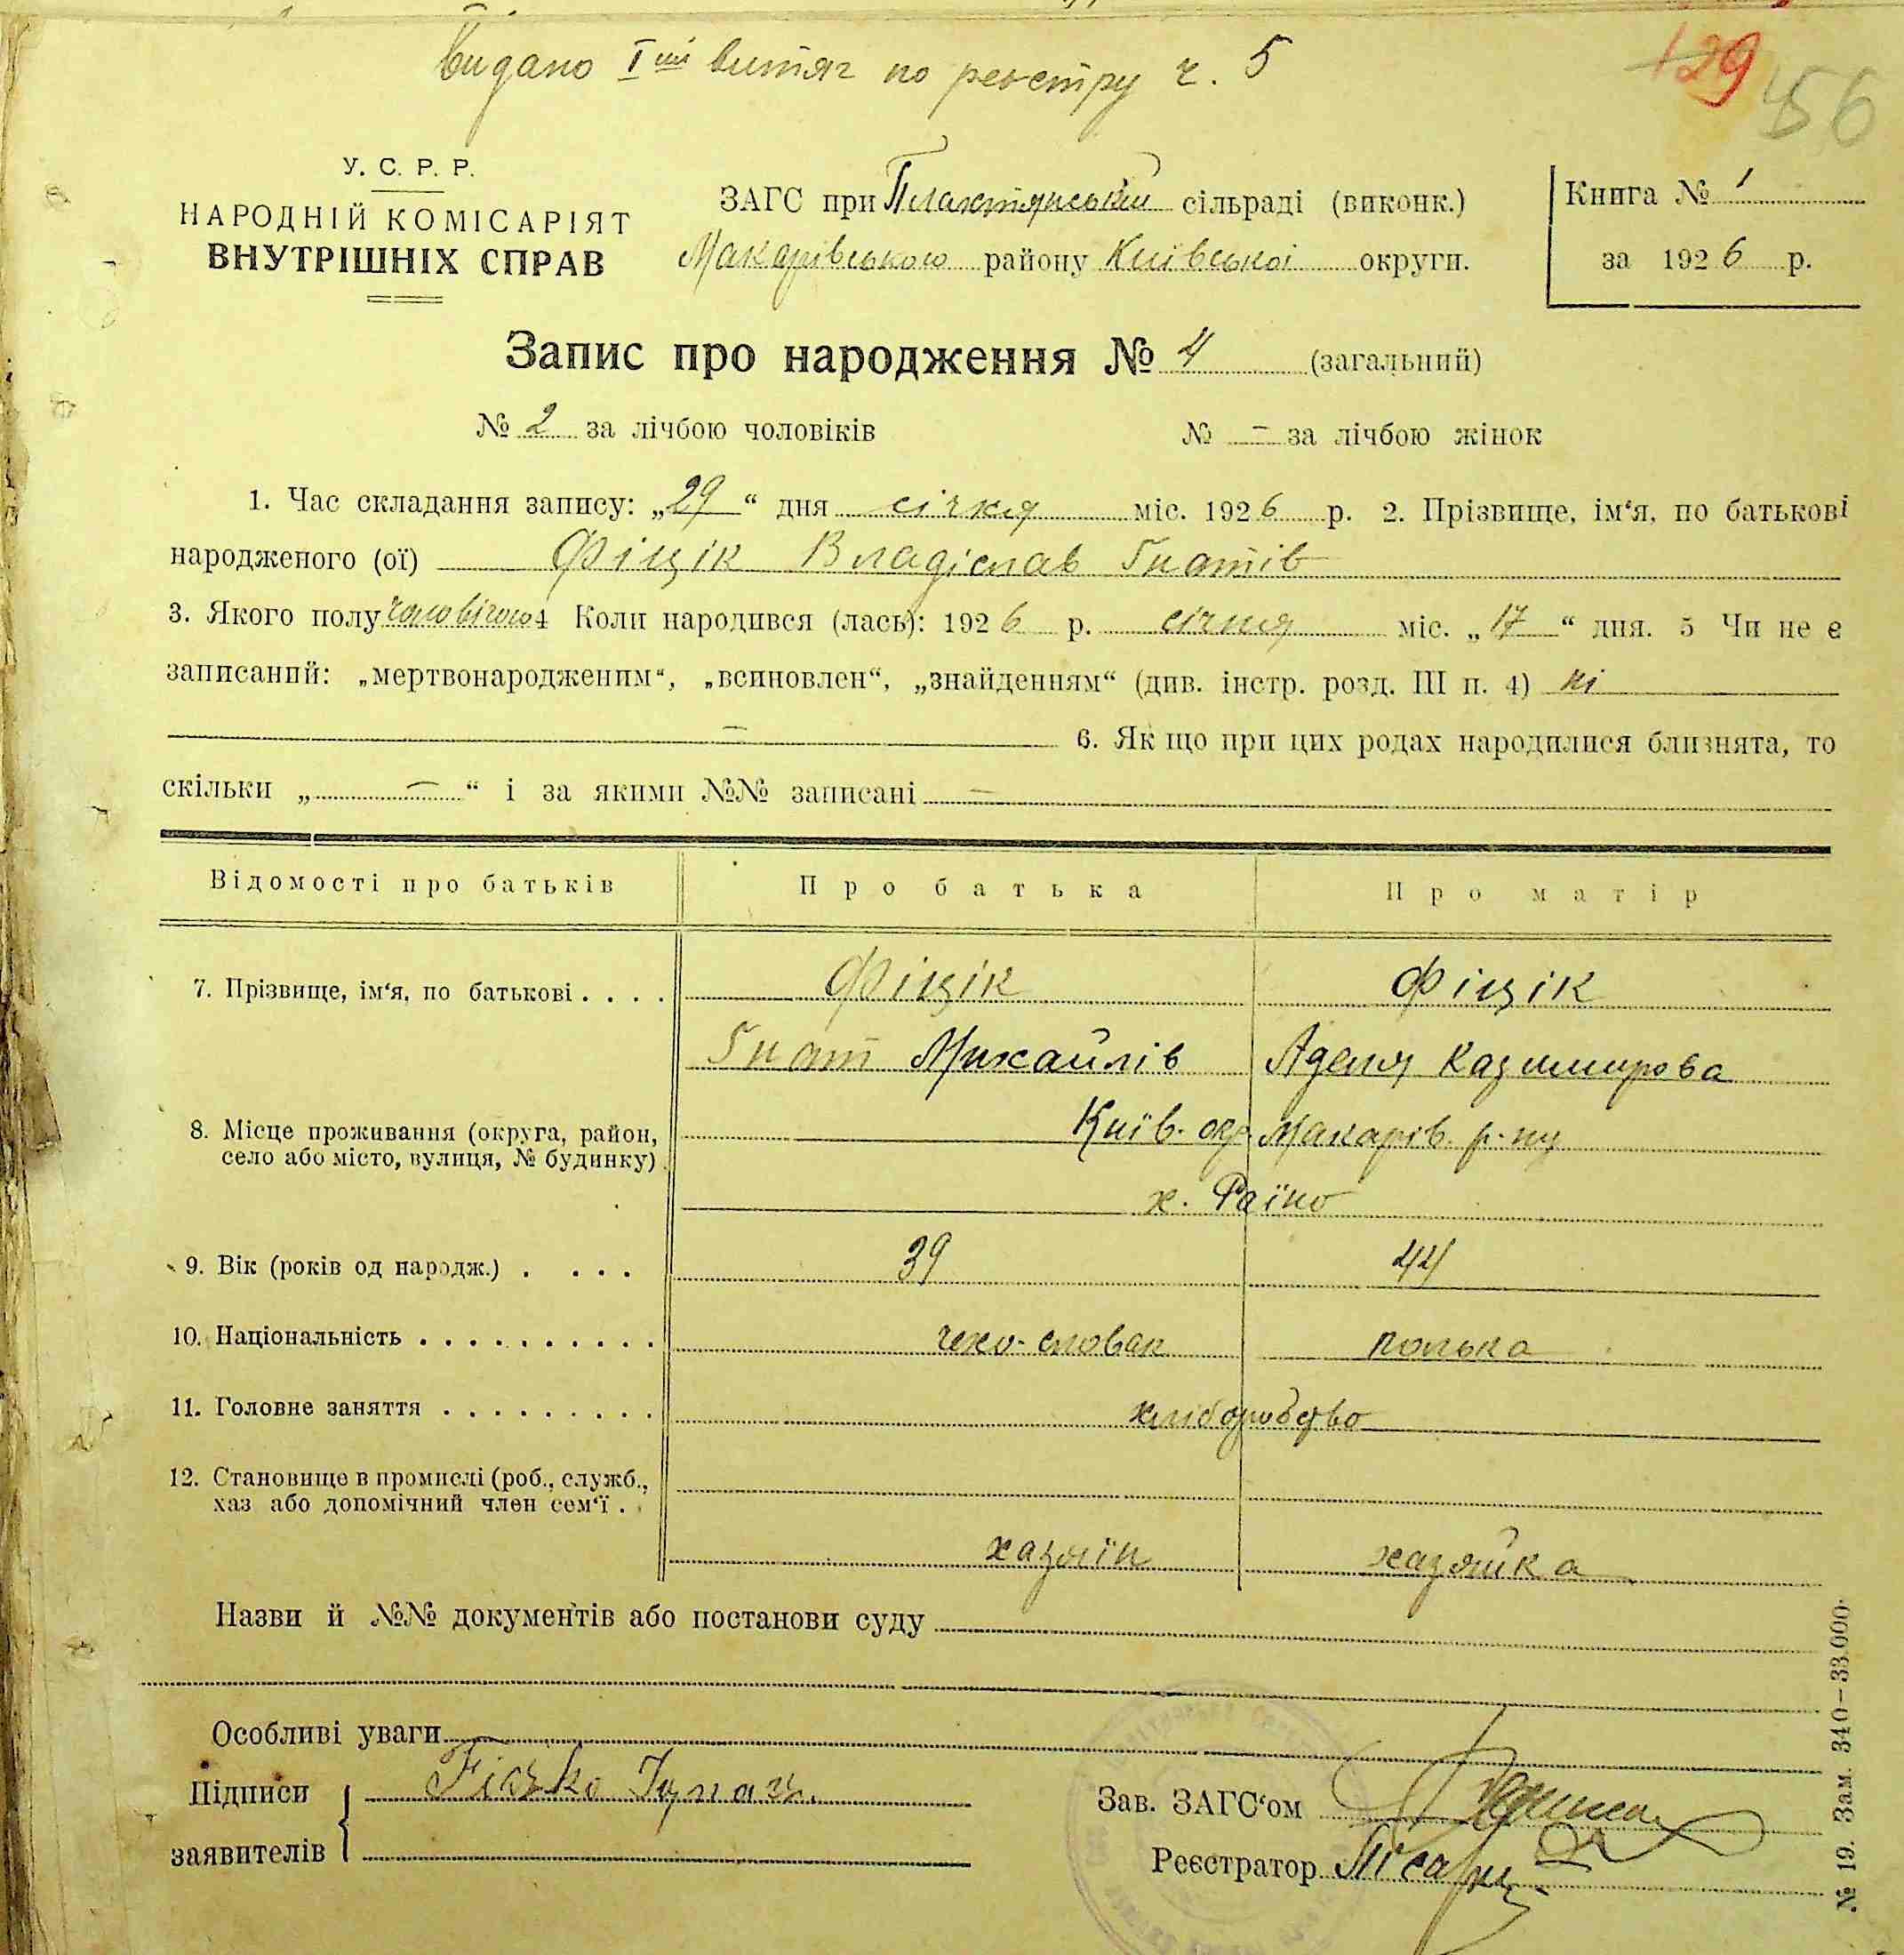 Видано Iший витяг по реєстру ч. 5
129 56
У. С. Р. Р.
НАРОДНІЙ КОМІСАРІЯТ
ВНУТРІШНІХ СПРАВ
ЗАГС при Плахтянській сільраді (виконк.)
Макарівського району Київської округи.
Книга № 1
за 1926 р.
Запис про народження № 4 (загальний)
№ 2 за лічбою чоловіків № - за лічбою жінок
1. Час складання запису: „29“ дня січня міс. 1926 р. 2. Прізвище, ім‘я, по батькові
народженого (ої) Фіцік Владіслав Гнатів
3. Якого полу чоловічого 4 Коли народився (лась): 1926 р. січня міс. „17“ дня. 5 Чи не є
записаний: „мертвонародженим“, „всиновлен“, „знайденням“ (див. інстр. розд. III п. 4) ні
— 6. Як що при цих родах народилися близнята, то
скільки „ — “ і за якими №№ записані —
Відомості про батьків Про батька Про матір
7. Прізвище, ім‘я, по батькові . . . . Фіцік Фіцік
Гнат Михайлів Аделя Казимирова
8. Місце проживання (округа, район, село або місто, вулиця, № будинку) Київ. окр. Макарів. р-ну
х. Раїно
9. Вік (років од народж.) . . . . 39 44
10. Національність . . . . . . . . . . чехо-словак полька
11. Головне заняття . . . . . . . . . хліборобство
12. Становище в промислі (роб., служб.,
хаз або допомічний член сем‘ї . .
хазяїн хазяйка
Назви й №№ документів або постанови суду
Особливі уваги
Підписи
заявителів
Зав. ЗАГС‘ом
Реєстратор
№ 19. Зам. 340—33.000.